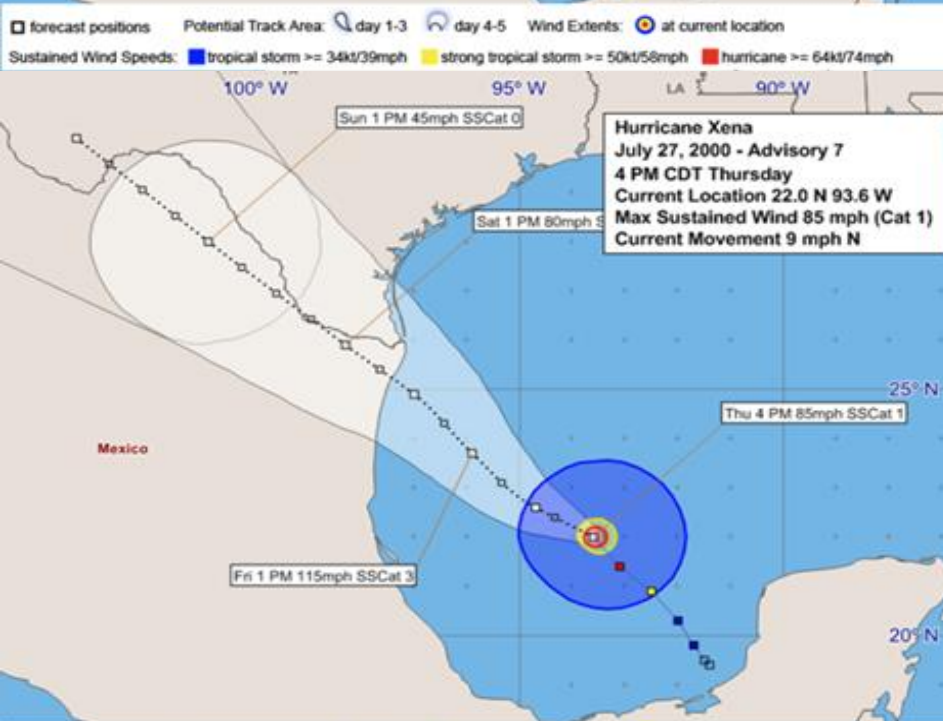 forecast positions Potential Track Area: day 1-3 day 4-5 Wind Extents: at current location
Sustained Wind Speeds: tropical storm >= 34kt/39mph strong tropical storm >= 50kt/58mph hurricane >= 64kt/74mph
100° W 95° W LA 90° W
Sun 1 PM 45mph SSCat 0
Hurricane Xena
July 27, 2000 - Advisory 7
4 PM CDT Thursday
Current Location 22.0 N 93.6 W
Max Sustained Wind 85 mph (Cat 1)
Current Movement 9 mph N
Sat 1 PM 80mph S
25° N
Thu 4 PM 85mph SSCat 1
Mexico
Fri 1 PM 115mph SSCat 3
20° N